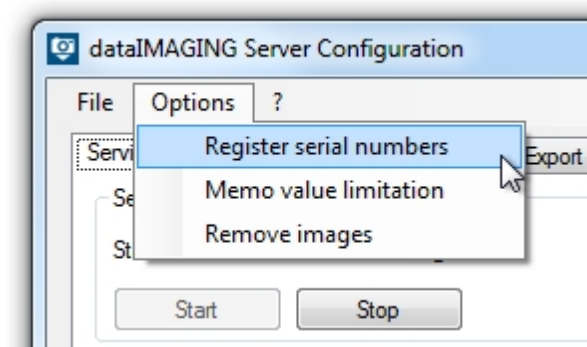 dataIMAGING Server Configuration
File Options ?
Register serial numbers
Export
Memo value limitation
Remove images
Start Stop